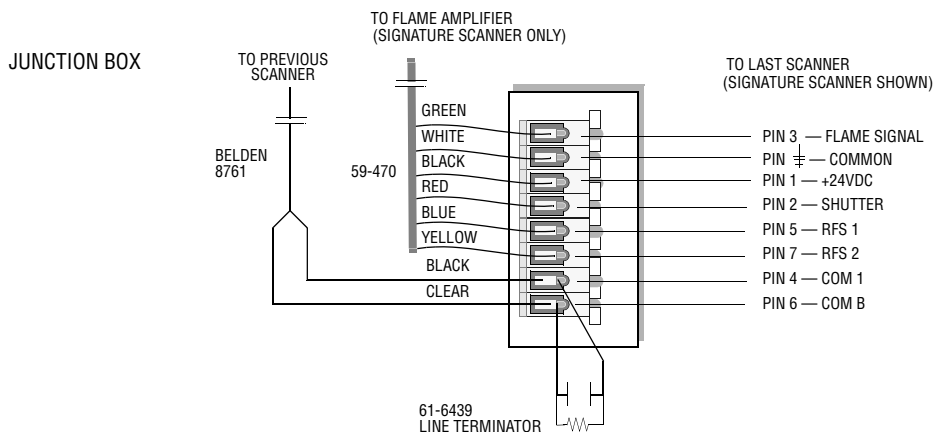 TO FLAME AMPLIFIER
(SIGNATURE SCANNER ONLY)
JUNCTION BOX
TO PREVIOUS
SCANNER
TO LAST SCANNER
(SIGNATURE SCANNER SHOWN)
GREEN
WHITE
BLACK
RED
BLUE
YELLOW
BLACK
CLEAR
BELDEN
8761
59-470
PIN 3 — FLAME SIGNAL
PIN ⏚ — COMMON
PIN 1 — +24VDC
PIN 2 — SHUTTER
PIN 5 — RFS 1
PIN 7 — RFS 2
PIN 4 — COM 1
PIN 6 — COM B
61-6439
LINE TERMINATOR